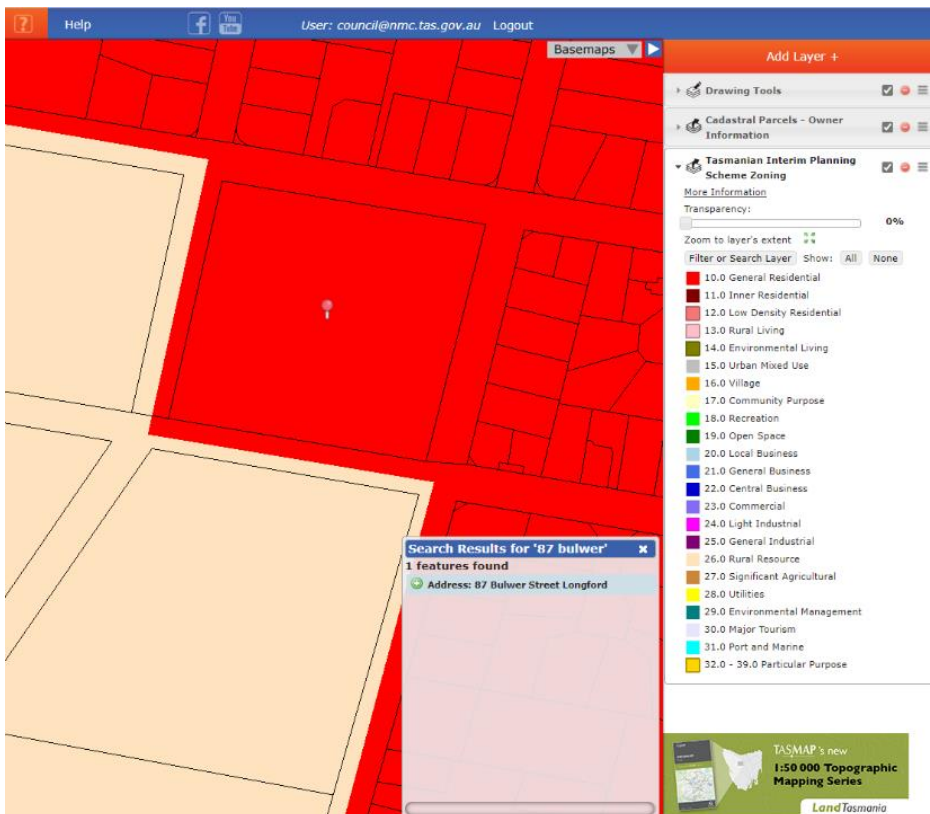 ?
Help
f
You
Tube
User: council@nmc.tas.gov.au Logout
Basemaps
Add Layer +
Drawing Tools
Cadastral Parcels - Owner
Information
Tasmanian Interim Planning
Scheme Zoning
More Information
Transparency:
0%
Zoom to layer's extent
Filter or Search Layer Show: All None
10.0 General Residential
11.0 Inner Residential
12.0 Low Density Residential
13.0 Rural Living
14.0 Environmental Living
15.0 Urban Mixed Use
16.0 Village
17.0 Community Purpose
18.0 Recreation
19.0 Open Space
20.0 Local Business
21.0 General Business
22.0 Central Business
23.0 Commercial
24.0 Light Industrial
25.0 General Industrial
26.0 Rural Resource
27.0 Significant Agricultural
28.0 Utilities
29.0 Environmental Management
30.0 Major Tourism
31.0 Port and Marine
32.0 - 39.0 Particular Purpose
Search Results for '87 bulwer'
1 features found
Address: 87 Bulwer Street Longford
TASMAP's new
1:50 000 Topographic
Mapping Series
Land Tasmania